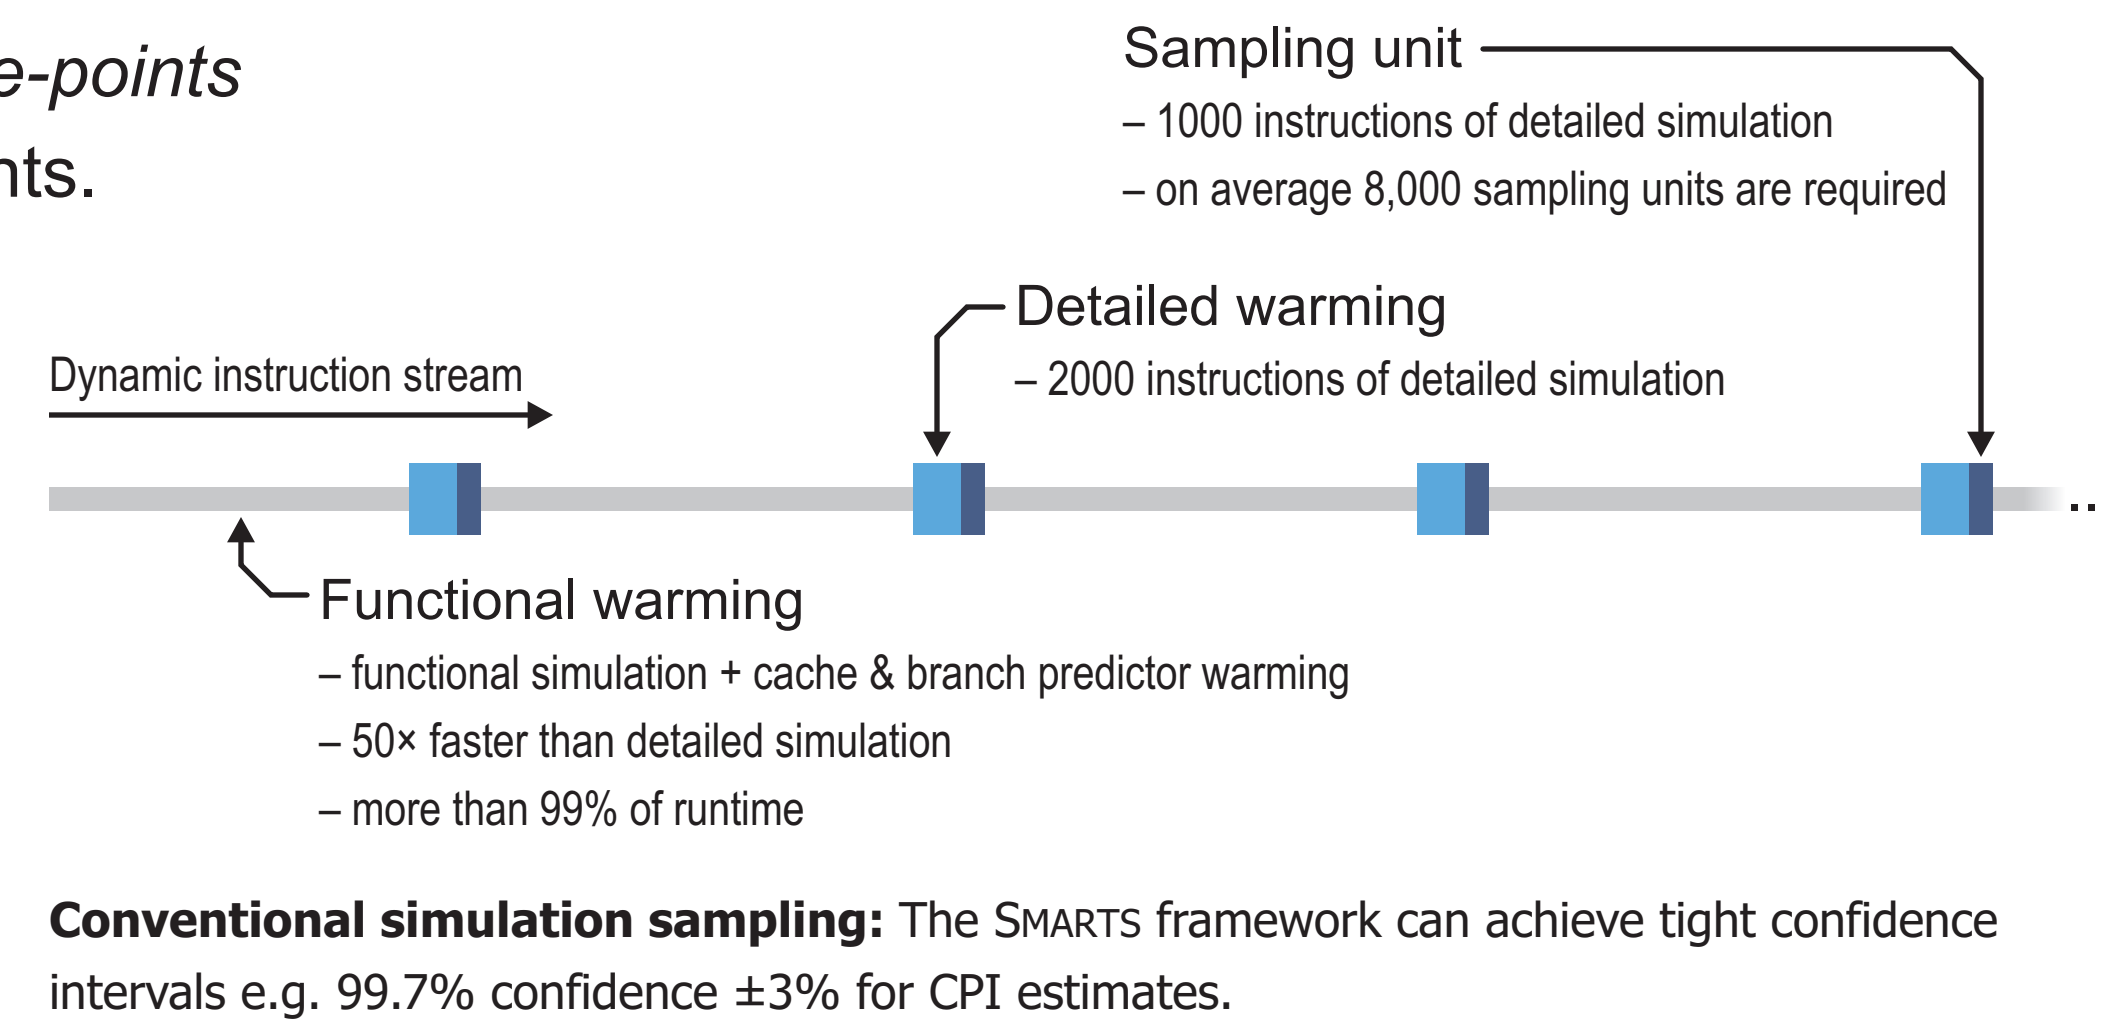 e-points
nts.
Sampling unit
– 1000 instructions of detailed simulation
– on average 8,000 sampling units are required
Detailed warming
– 2000 instructions of detailed simulation
Dynamic instruction stream
..
Functional warming
– functional simulation + cache & branch predictor warming
– 50× faster than detailed simulation
– more than 99% of runtime
Conventional simulation sampling: The SMARTS framework can achieve tight confidence
intervals e.g. 99.7% confidence ±3% for CPI estimates.